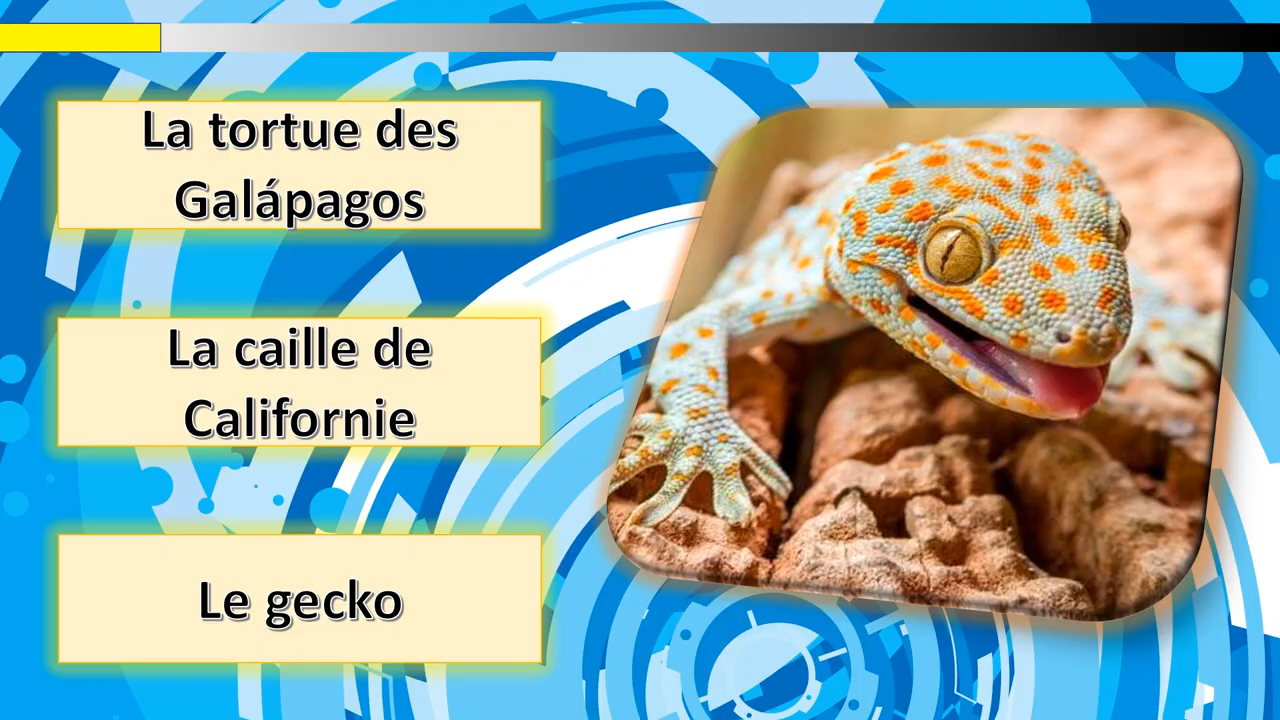 La tortue des
Galápagos
La caille de
Californie
Le gecko